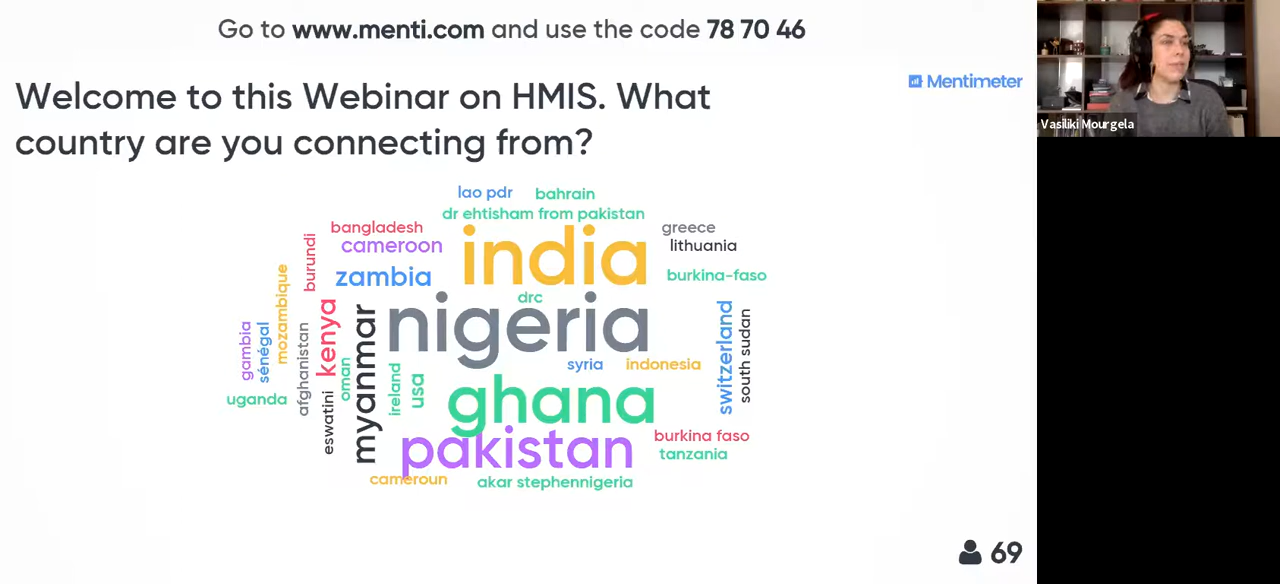 Go to www.menti.com and use the code 78 70 46
Mentimeter
Welcome to this Webinar on HMIS. What
country are you connecting from?
Vasiliki Mourgela
lao pdr
bahrain
dr ehtisham from pakistan
bangladesh
greece
cameroon
india
lithuania
burundi
zambia
burkina-faso
mozambique
drc
kenya
nigeria
switzerland
south sudan
gambia
sénégal
afghanistan
oman
myanmar
ireland
usa
syria
indonesia
uganda
eswatini
ghana
pakistan
burkina faso
tanzania
cameroun
akar stephennigeria
69